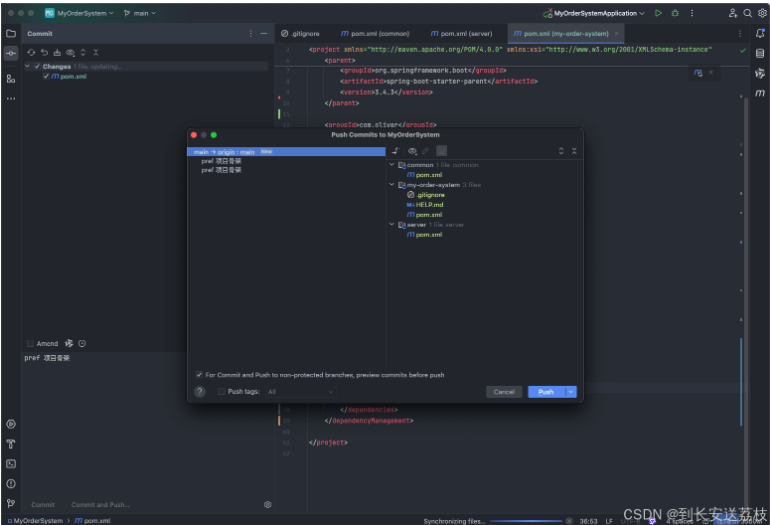 MG MyOrderSystem main MyOrderSystemApplication
Commit
.gitignore
pom.xml (common)
pom.xml (server)
pom.xml (my-order-system)
Changes 1 file, updating...
pom.xml
<project xmlns="http://maven.apache.org/POM/4.0.0" xmlns:xsi="http://www.w3.org/2001/XMLSchema-instance"
<parent>
<groupId>org.springframework.boot</groupId>
<artifactId>spring-boot-starter-parent</artifactId>
<version>3.4.3</version>
</parent>
<groupId>com.oliver</groupId>
Push Commits to MyOrderSystem
main → origin : main New
pref 项目骨架
pref 项目骨架
common 1 file common
pom.xml
my-order-system 3 files
.gitignore
HELP.md
pom.xml
server 1 file server
pom.xml
For Commit and Push to non-protected branches, preview commits before push
? Push tags: All
Cancel
Push
Amend
pref 项目骨架
</dependencies>
</dependencyManagement>
</project>
Commit
Commit and Push...
MyOrderSystem > pom.xml
Synchronizing files...
36:53 LF UTF-8 4 spaces
CSDN @到长安送荔枝